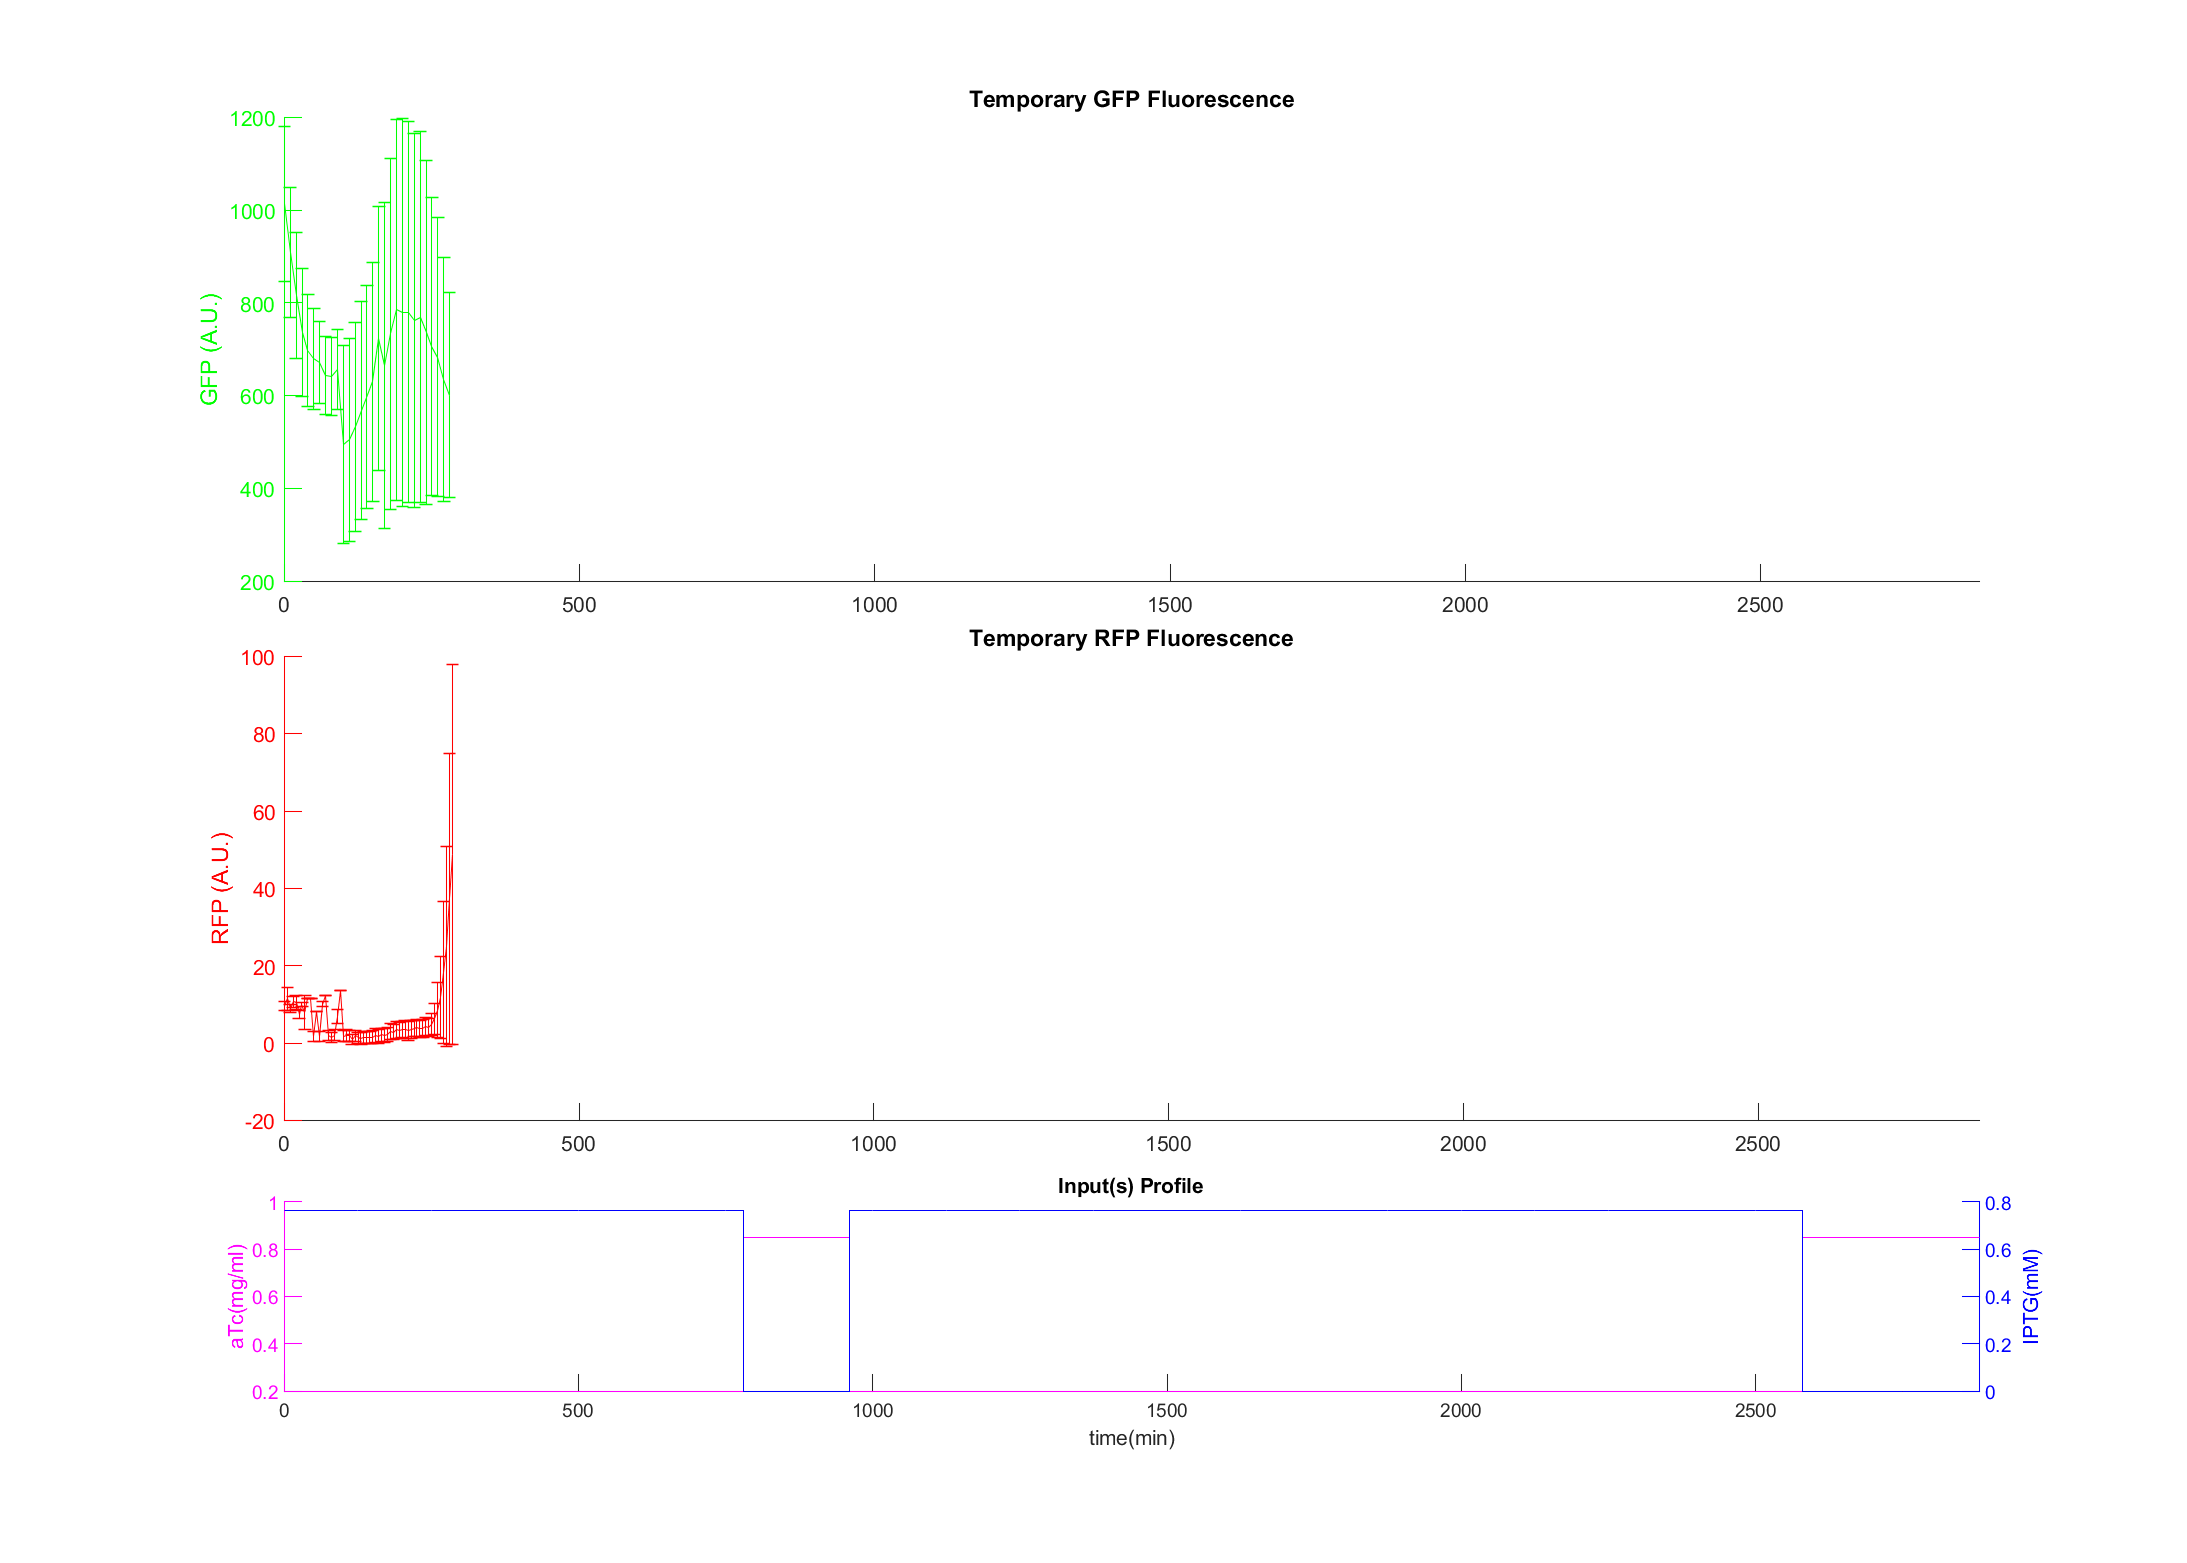 Temporary GFP Fluorescence
1200
1000
800
600
400
200
GFP (A.U.)
0 500 1000 1500 2000 2500
Temporary RFP Fluorescence
100
80
60
40
20
0
-20
RFP (A.U.)
0 500 1000 1500 2000 2500
Input(s) Profile
1
0.8
0.6
0.4
0.2
aTc(mg/ml)
0.8
0.6
0.4
0.2
0
IPTG(mM)
0 500 1000 1500 2000 2500
time(min)